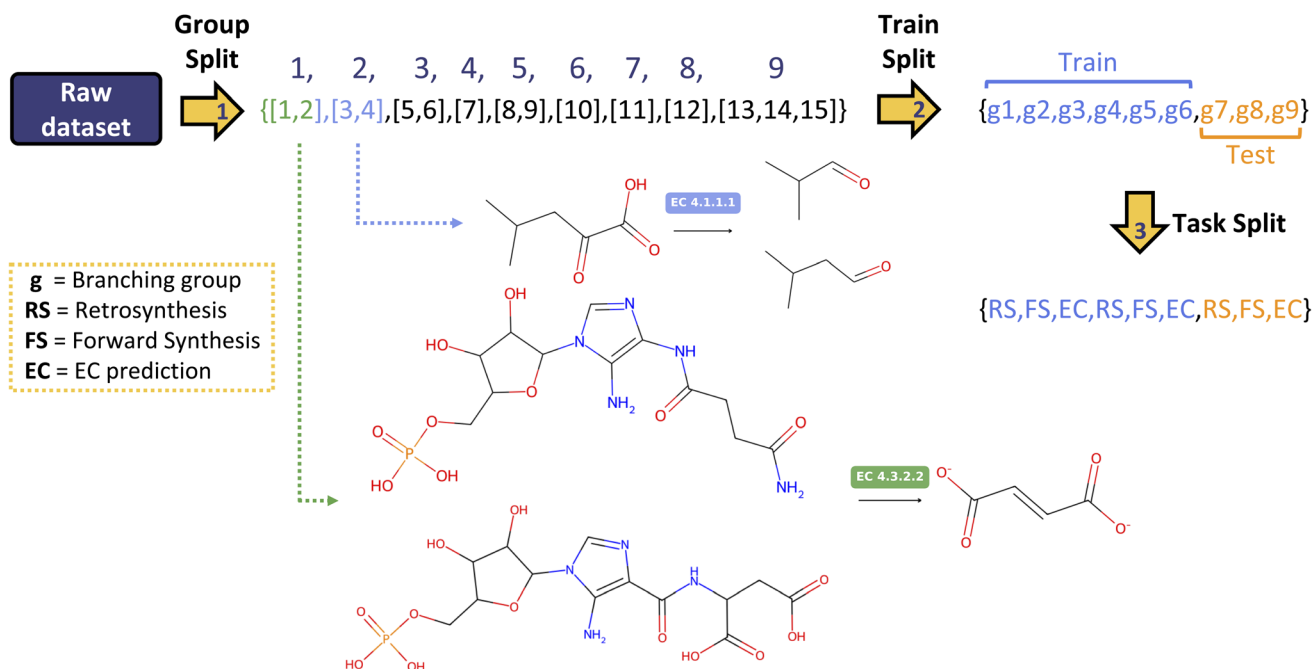 Group
Split
Raw
dataset
1
1, 2, 3, 4, 5, 6, 7, 8, 9
{[1,2],[3,4],[5,6],[7],[8,9],[10],[11],[12],[13,14,15]}
Train
Split
2
Train
{g1,g2,g3,g4,g5,g6,g7,g8,g9}
Test
3
Task Split
{RS,FS,EC,RS,FS,EC,RS,FS,EC}
g = Branching group
RS = Retrosynthesis
FS = Forward Synthesis
EC = EC prediction
OH
O
O
EC 4.1.1.1
O
O
OH
HO
N
N
NH
NH₂
O
O
O
O
P
O
HO
OH
O
NH₂
EC 4.3.2.2
O⁻
O
O
O⁻
OH
HO
N
N
H
N
O
O
O
P
O
HO
OH
NH₂
O
O
OH
HO
O